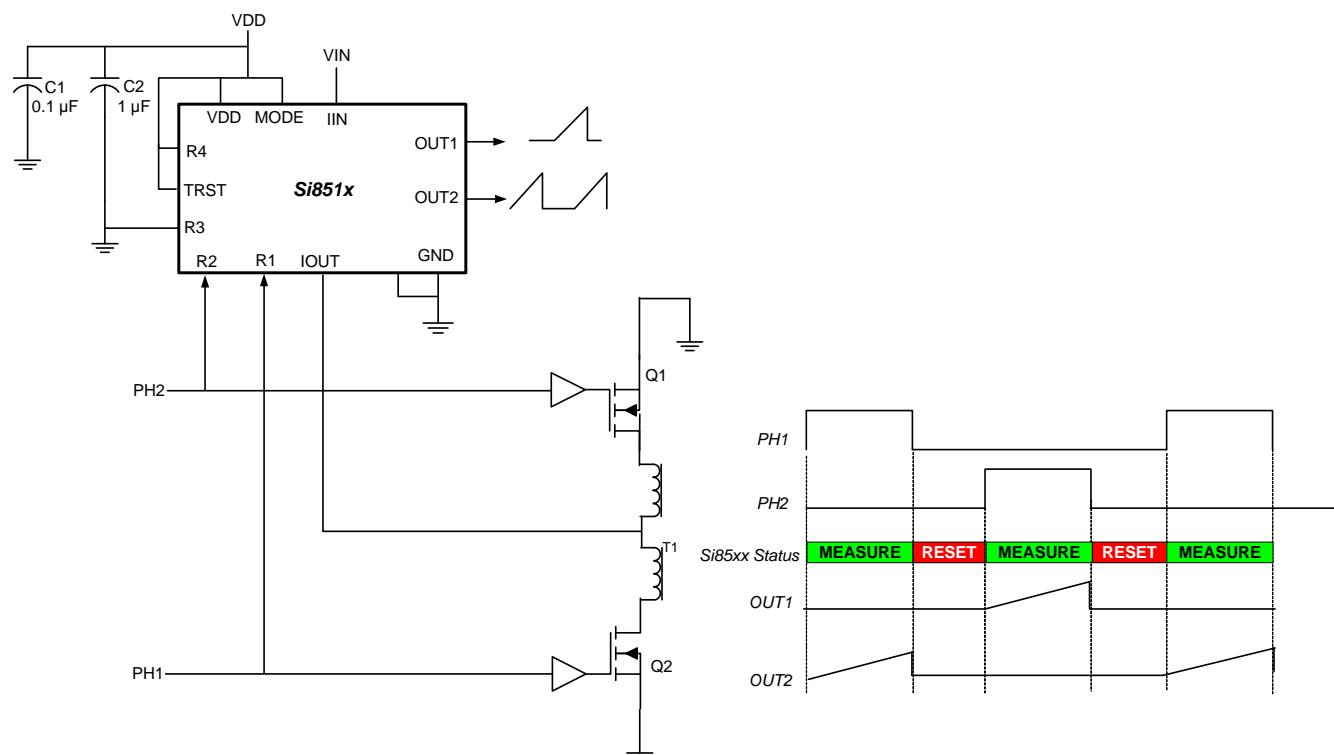 VDD
VIN
C1
0.1 µF
C2
1 µF
VDD
MODE
IIN
OUT1
R4
Si851x
TRST
OUT2
R3
GND
R2
R1
IOUT
PH2
Q1
T1
PH1
Q2
PH1
PH2
Si85xx Status
MEASURE RESET MEASURE RESET MEASURE
OUT1
OUT2